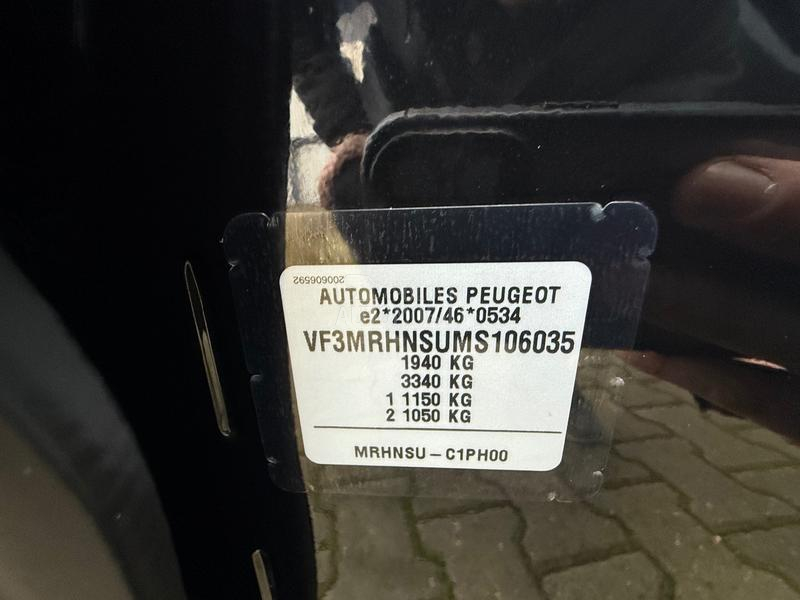 200606592
AUTOMOBILES PEUGEOT
e2*2007/46*0534
VF3MRHNSUMS106035
1940 KG
3340 KG
1 1150 KG
2 1050 KG
MRHNSU – C1PH00